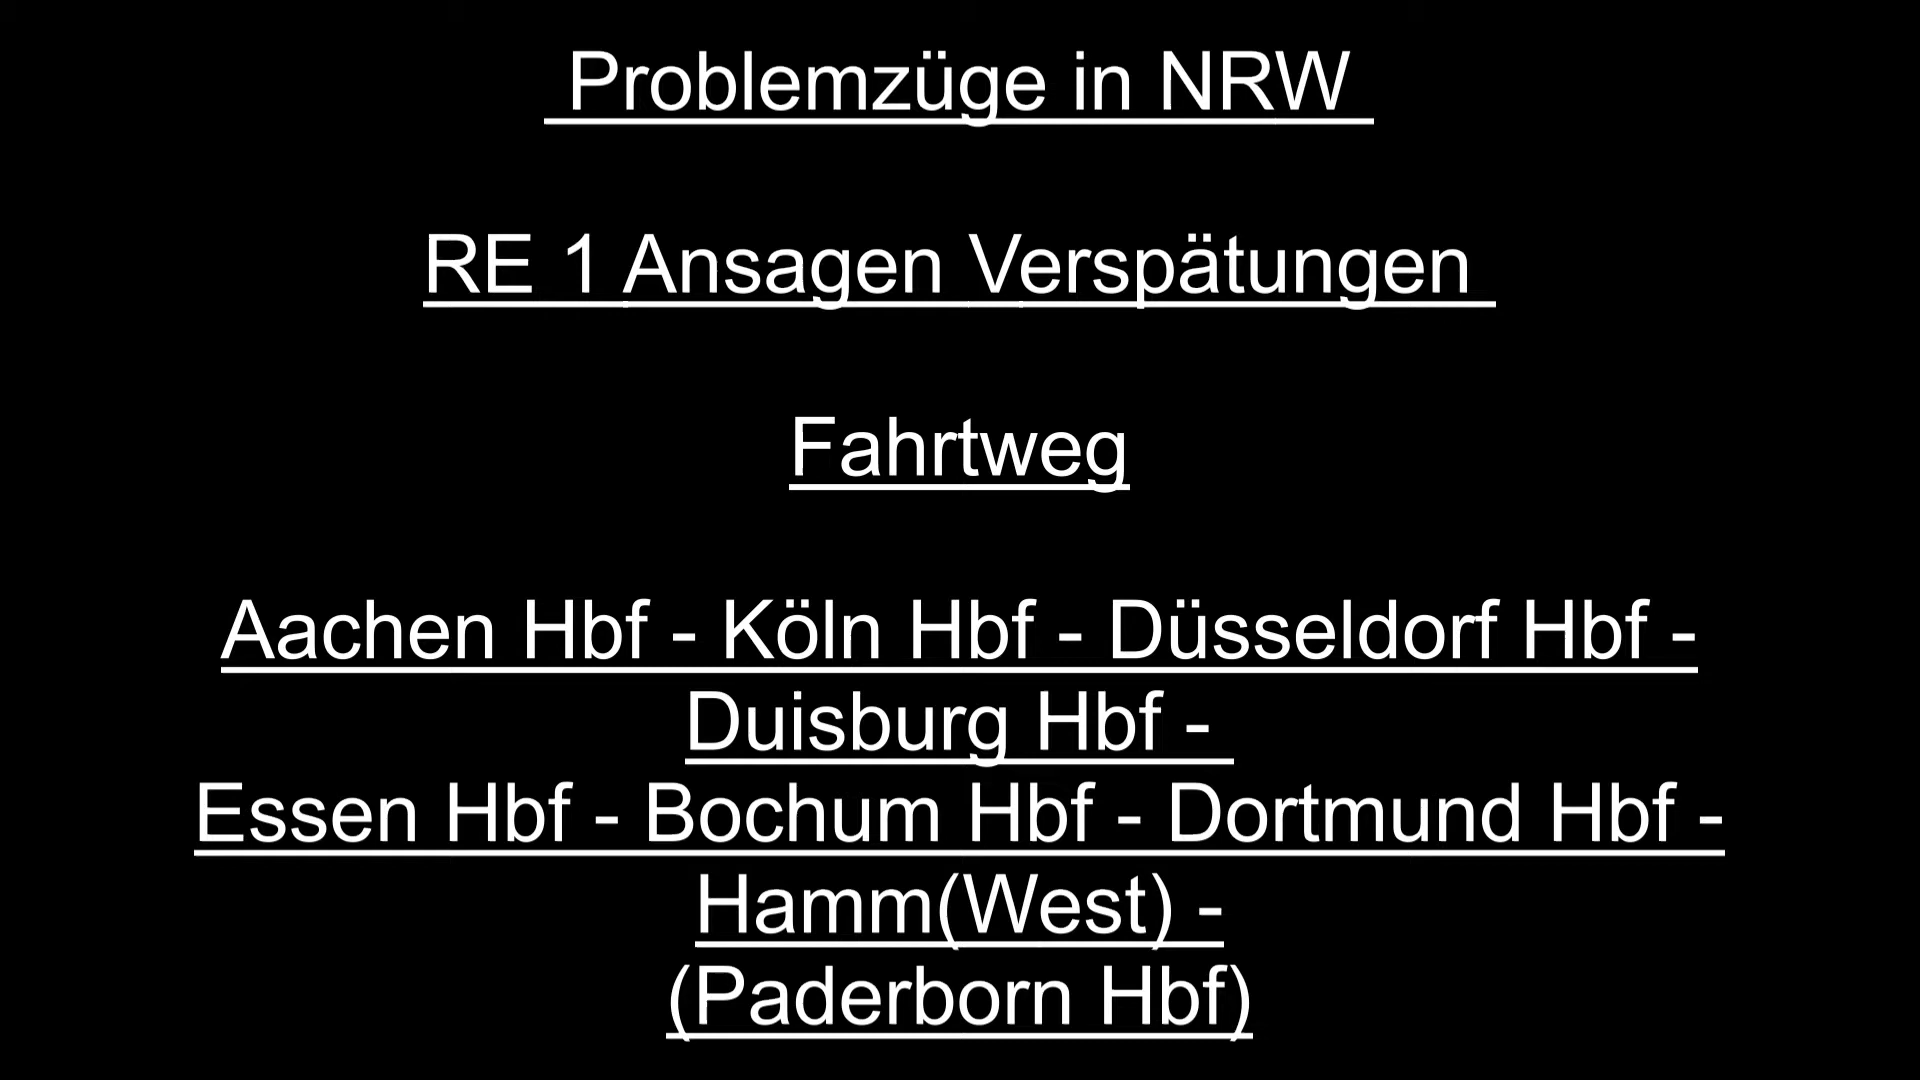 Problemzüge in NRW
RE 1 Ansagen Verspätungen
Fahrtweg
Aachen Hbf - Köln Hbf - Düsseldorf Hbf -
Duisburg Hbf -
Essen Hbf - Bochum Hbf - Dortmund Hbf -
Hamm(West) -
(Paderborn Hbf)